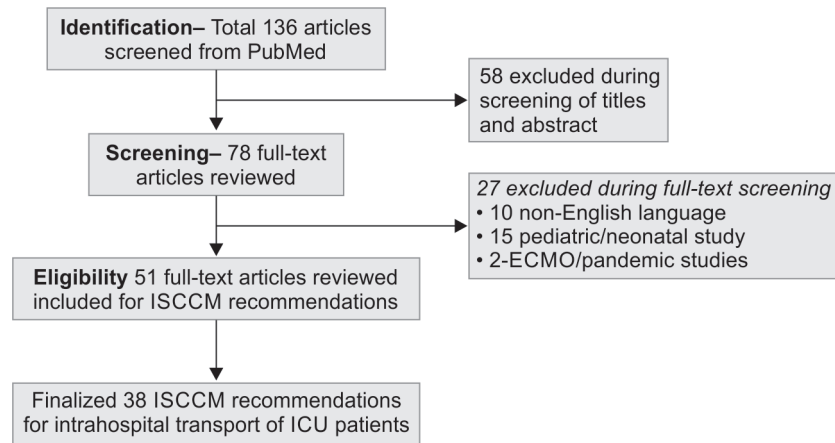 Identification– Total 136 articles
screened from PubMed
58 excluded during
screening of titles
and abstract
Screening– 78 full-text
articles reviewed
27 excluded during full-text screening
• 10 non-English language
• 15 pediatric/neonatal study
• 2-ECMO/pandemic studies
Eligibility 51 full-text articles reviewed
included for ISCCM recommendations
Finalized 38 ISCCM recommendations
for intrahospital transport of ICU patients